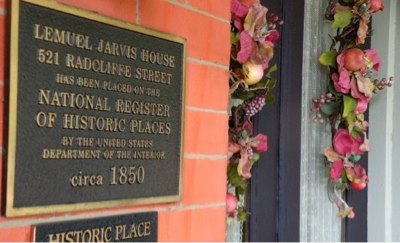 LEMUEL JARVIS HOUSE
521 RADCLIFFE STREET
HAS BEEN PLACED ON THE
NATIONAL REGISTER
OF HISTORIC PLACES
BY THE UNITED STATES
DEPARTMENT OF THE INTERIOR
circa 1850
HISTORIC PLACE